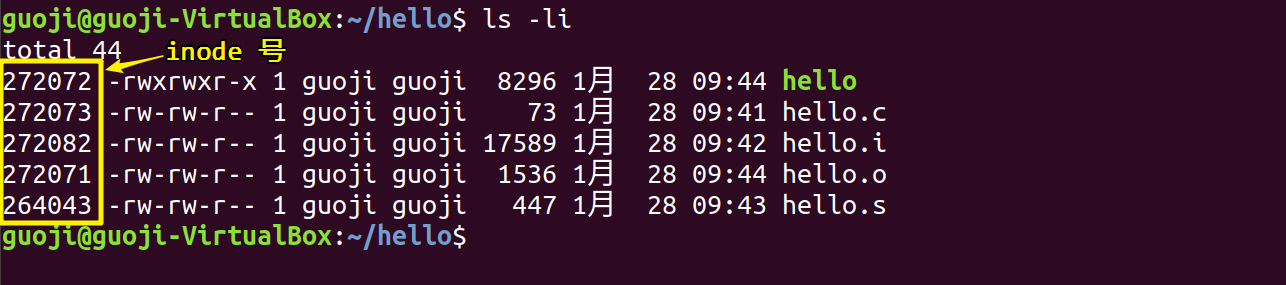 guoji@guoji-VirtualBox:~/hello$ ls -li
total 44 inode 号
272072 -rwxrwxr-x 1 guoji guoji 8296 1月 28 09:44 hello
272073 -rw-rw-r-- 1 guoji guoji 73 1月 28 09:41 hello.c
272082 -rw-rw-r-- 1 guoji guoji 17589 1月 28 09:42 hello.i
272071 -rw-rw-r-- 1 guoji guoji 1536 1月 28 09:44 hello.o
264043 -rw-rw-r-- 1 guoji guoji 447 1月 28 09:43 hello.s
guoji@guoji-VirtualBox:~/hello$